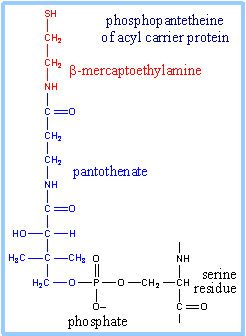 SH
phosphopantetheine
of acyl carrier protein
CH₂
CH₂
β-mercaptoethylamine
NH
C=O
CH₂
CH₂
pantothenate
NH
C=O
HO-C-H
H₃C-C-CH₃
H₂C-O-P-O-CH₂-CH
O
NH
O−
C=O
serine
residue
phosphate